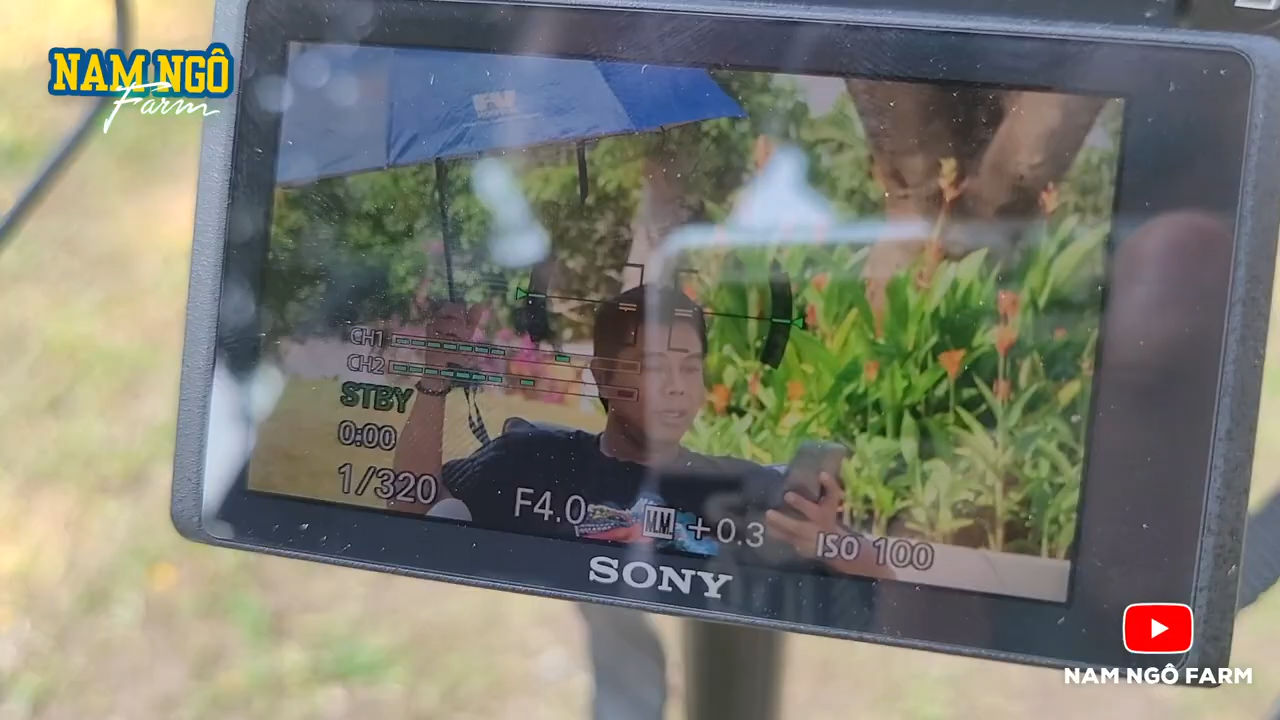 NAM NGÔ
Farm
CH1
CH2
STBY
0:00
1/320
F4.0
M.M.
+0.3
ISO 100
SONY
NAM NGÔ FARM